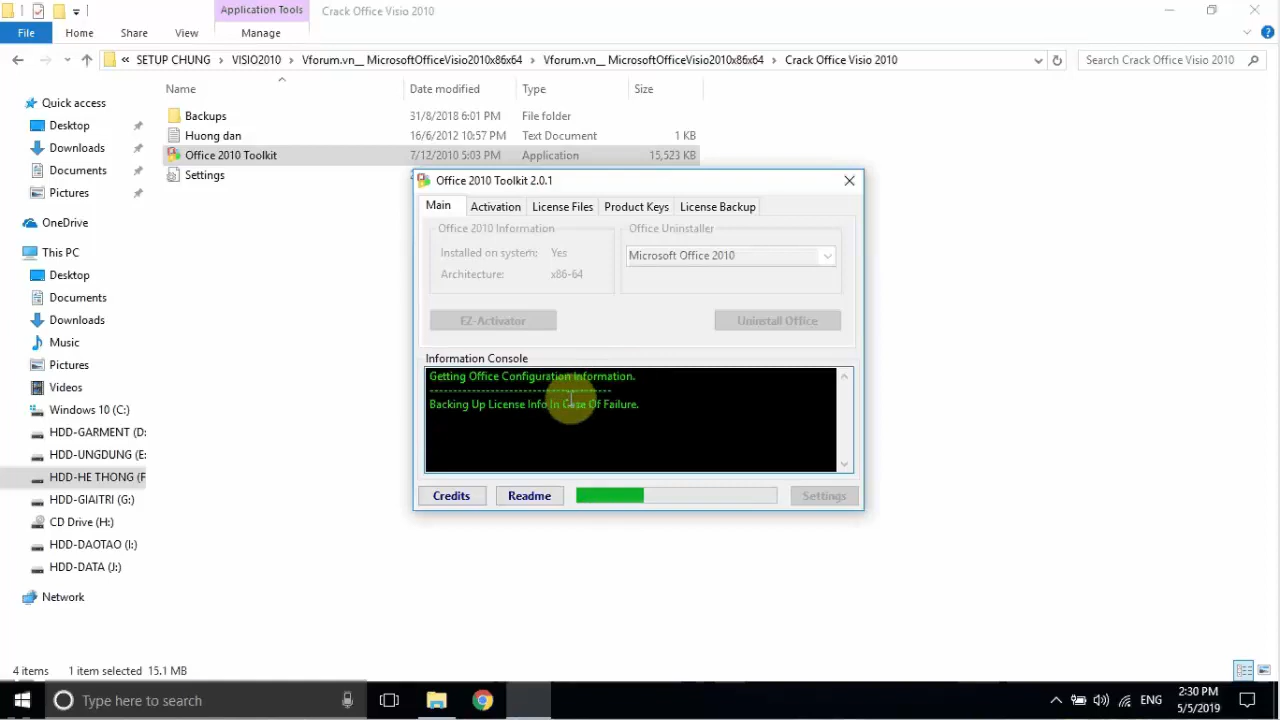 Application Tools
Crack Office Visio 2010
File
Home
Share
View
Manage
« SETUP CHUNG › VISIO2010 › Vforum.vn__ MicrosoftOfficeVisio2010x86x64 › Vforum.vn__ MicrosoftOfficeVisio2010x86x64 › Crack Office Visio 2010
Search Crack Office Visio 2010
Name
Date modified
Type
Size
Quick access
Desktop
Downloads
Documents
Pictures
OneDrive
This PC
Desktop
Documents
Downloads
Music
Pictures
Videos
Windows 10 (C:)
HDD-GARMENT (D:
HDD-UNGDUNG (E:
HDD-HE THONG (F
HDD-GIAITRI (G:)
CD Drive (H:)
HDD-DAOTAO (I:)
HDD-DATA (J:)
Network
Backups 31/8/2018 6:01 PM File folder
Huong dan 16/6/2012 10:57 PM Text Document 1 KB
Office 2010 Toolkit 7/12/2010 5:03 PM Application 15,523 KB
Settings
Office 2010 Toolkit 2.0.1
Main
Activation
License Files
Product Keys
License Backup
Office 2010 Information
Installed on system: Yes
Architecture: x86-64
Office Uninstaller
Microsoft Office 2010
EZ-Activator
Uninstall Office
Information Console
Getting Office Configuration Information.
----------------------------------------
Backing Up License Info In Case Of Failure.
Credits
Readme
Settings
4 items 1 item selected 15.1 MB
Type here to search
ENG
2:30 PM
5/5/2019